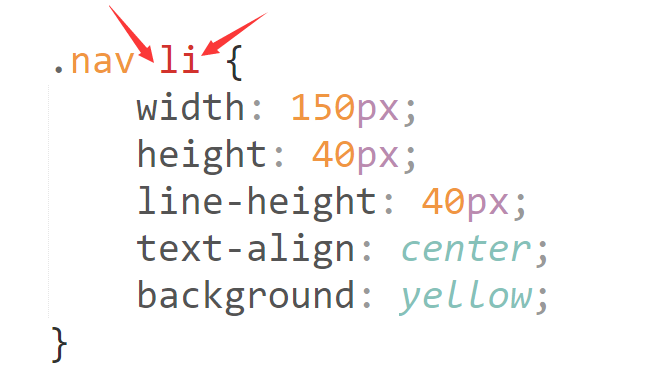 .nav li {
    width: 150px;
    height: 40px;
    line-height: 40px;
    text-align: center;
    background: yellow;
}